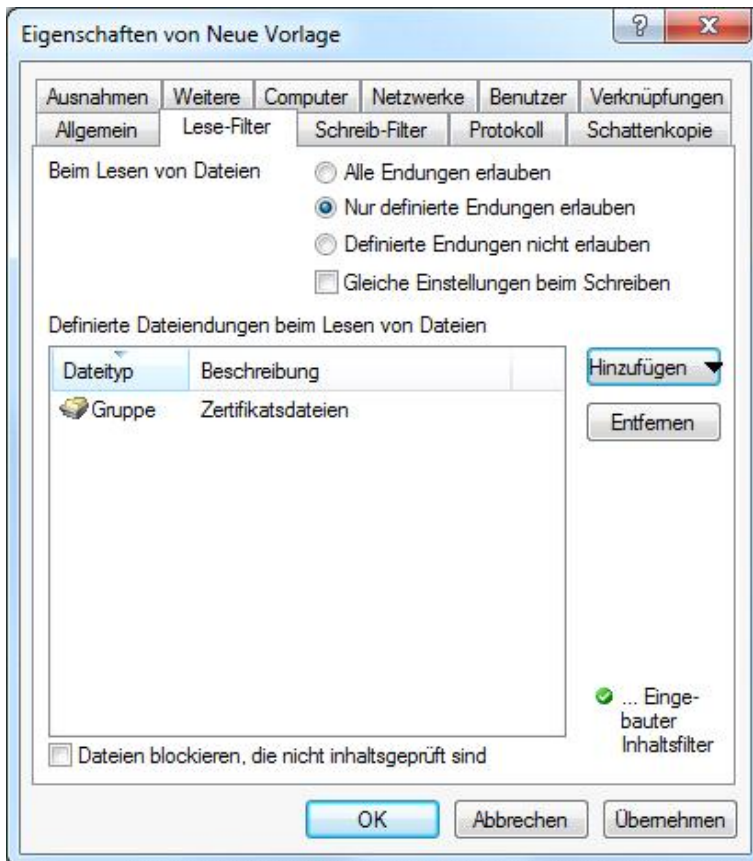 Eigenschaften von Neue Vorlage
Ausnahmen Weitere Computer Netzwerke Benutzer Verknüpfungen
Allgemein Lese-Filter Schreib-Filter Protokoll Schattenkopie
Beim Lesen von Dateien
Alle Endungen erlauben
Nur definierte Endungen erlauben
Definierte Endungen nicht erlauben
Gleiche Einstellungen beim Schreiben
Definierte Dateiendungen beim Lesen von Dateien
Dateityp Beschreibung
Gruppe Zertifikatsdateien
Hinzufügen
Entfernen
... Einge-
bauter
Inhaltsfilter
Dateien blockieren, die nicht inhaltsgeprüft sind
OK Abbrechen Übernehmen